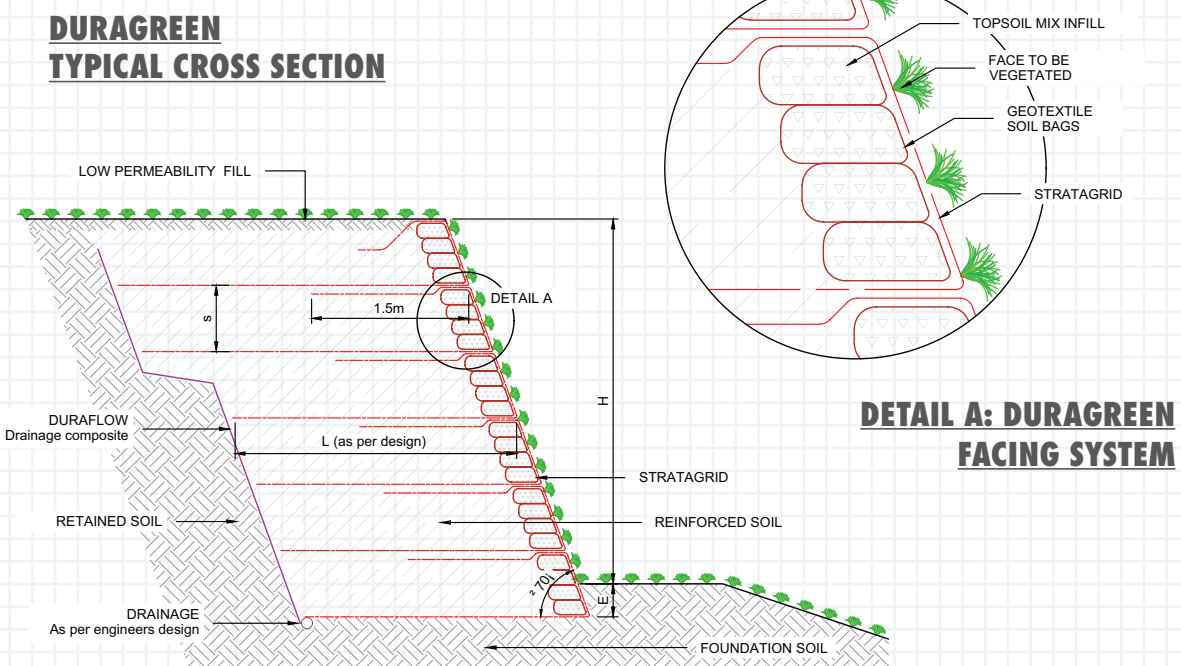 DURAGREEN
TYPICAL CROSS SECTION
TOPSOIL MIX INFILL
FACE TO BE
VEGETATED
GEOTEXTILE
SOIL BAGS
STRATAGRID
LOW PERMEABILITY FILL
DETAIL A
1.5m
s
H
DURAFLOW
Drainage composite
L (as per design)
DETAIL A: DURAGREEN
FACING SYSTEM
STRATAGRID
RETAINED SOIL
REINFORCED SOIL
² 70¡
E
DRAINAGE
As per engineers design
FOUNDATION SOIL